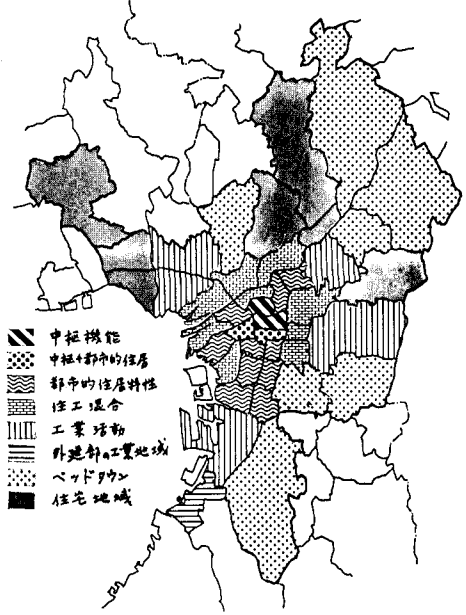 中枢機能
中枢+都市的住居
都市的住居特性
住工混合
工業活動
外建部の工業地域
ベッドタウン
住宅地域